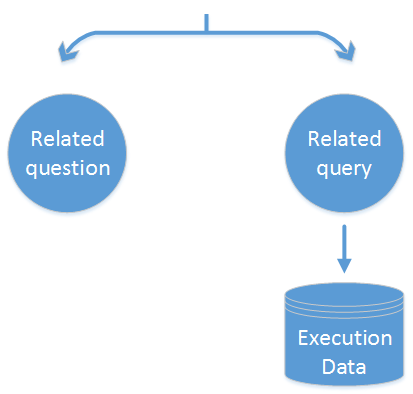 Related
question
Related
query
Execution
Data